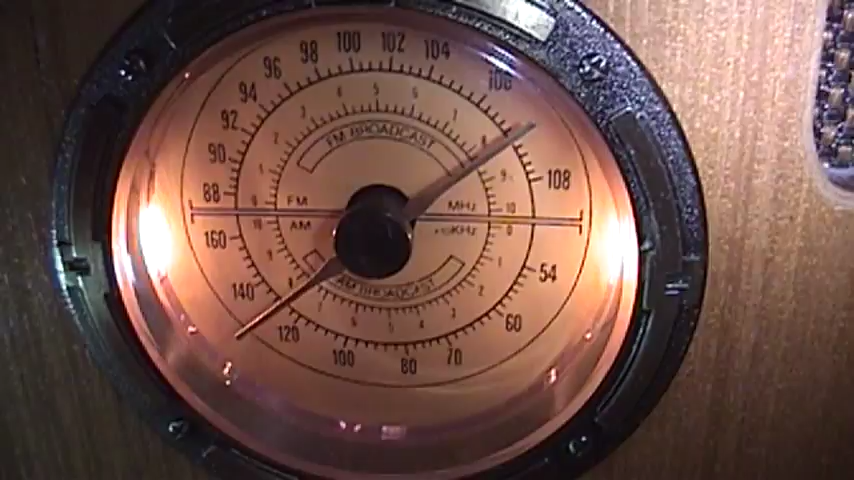 88 90 92 94 96 98 100 102 104 106 108
FM BROADCAST
FM MHz
AM ×10KHz
AM BROADCAST
160 140 120 100 80 70 60 54